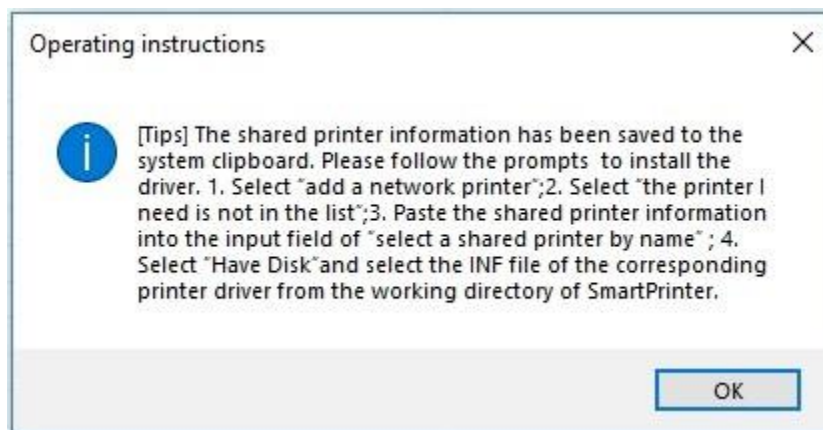 Operating instructions
[Tips] The shared printer information has been saved to the
system clipboard. Please follow the prompts  to install the
driver. 1. Select ˝add a network printer˝;2. Select ˝the printer I
need is not in the list˝;3. Paste the shared printer information
into the input field of ˝select a shared printer by name˝ ; 4.
Select ˝Have Disk˝and select the INF file of the corresponding
printer driver from the working directory of SmartPrinter.
OK